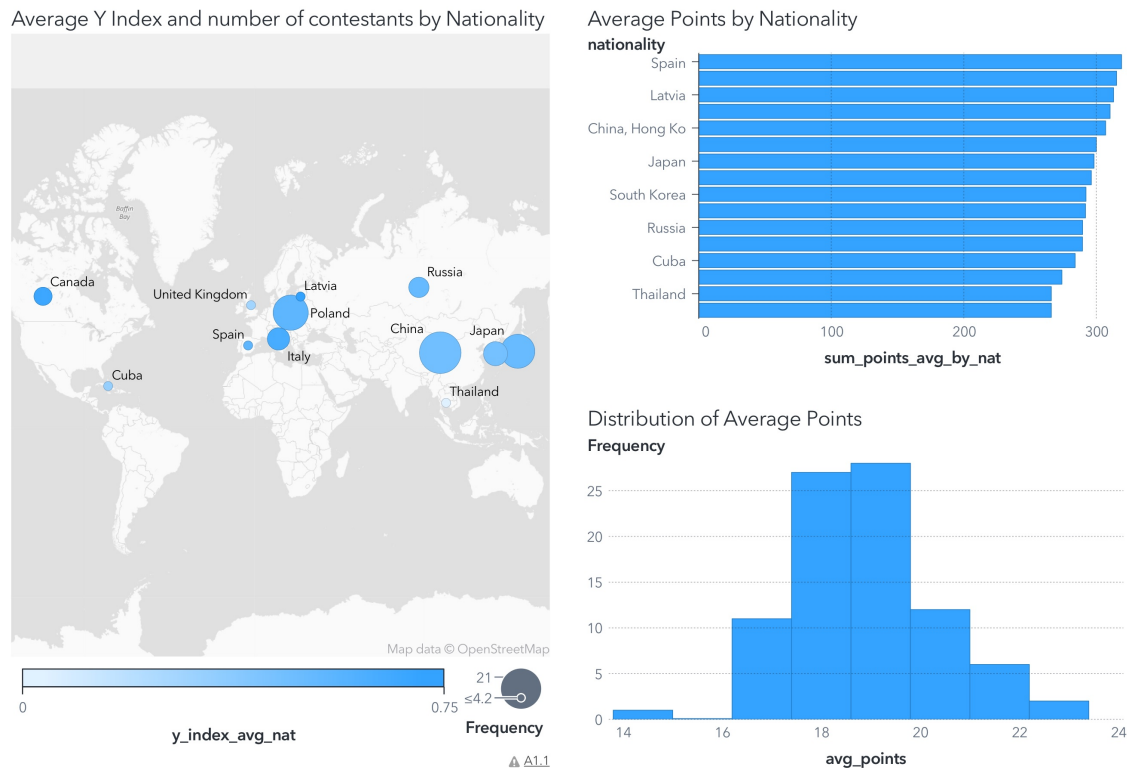 Average Y Index and number of contestants by Nationality
Baffin
Bay
Canada
United Kingdom
Latvia
Russia
Poland
Spain
Italy
China
Japan
Cuba
Thailand
Map data © OpenStreetMap
0
0.75
y_index_avg_nat
21
≤4.2
Frequency
A1.1
Average Points by Nationality
nationality
Spain
Latvia
China, Hong Ko
Japan
South Korea
Russia
Cuba
Thailand
0 100 200 300
sum_points_avg_by_nat
Distribution of Average Points
Frequency
25
20
15
10
5
0
14 16 18 20 22 24
avg_points